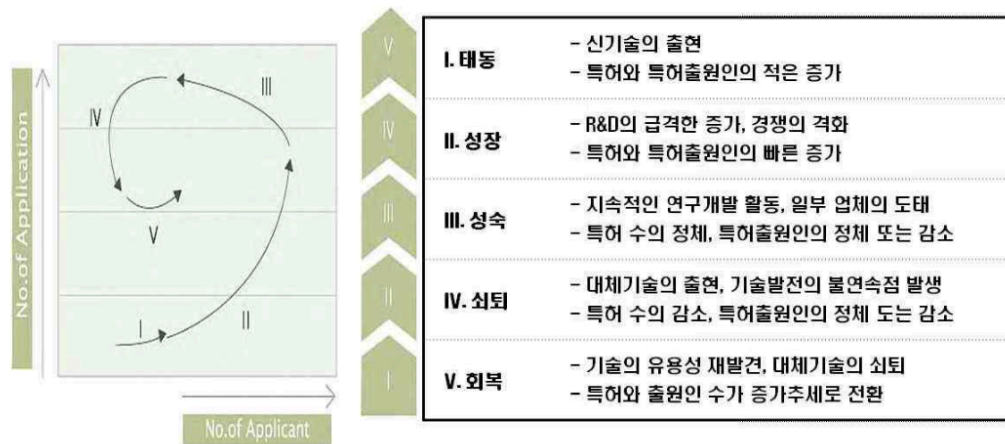 No.of Application
No.of Applicant
I
II
III
IV
V
V
IV
III
II
I
I. 태동
- 신기술의 출현
- 특허와 특허출원인의 적은 증가
II. 성장
- R&D의 급격한 증가, 경쟁의 격화
- 특허와 특허출원인의 빠른 증가
III. 성숙
- 지속적인 연구개발 활동, 일부 업체의 도태
- 특허 수의 정체, 특허출원인의 정체 또는 감소
IV. 쇠퇴
- 대체기술의 출현, 기술발전의 불연속점 발생
- 특허 수의 감소, 특허출원인의 정체 도는 감소
V. 회복
- 기술의 유용성 재발견, 대체기술의 쇠퇴
- 특허와 출원인 수가 증가추세로 전환